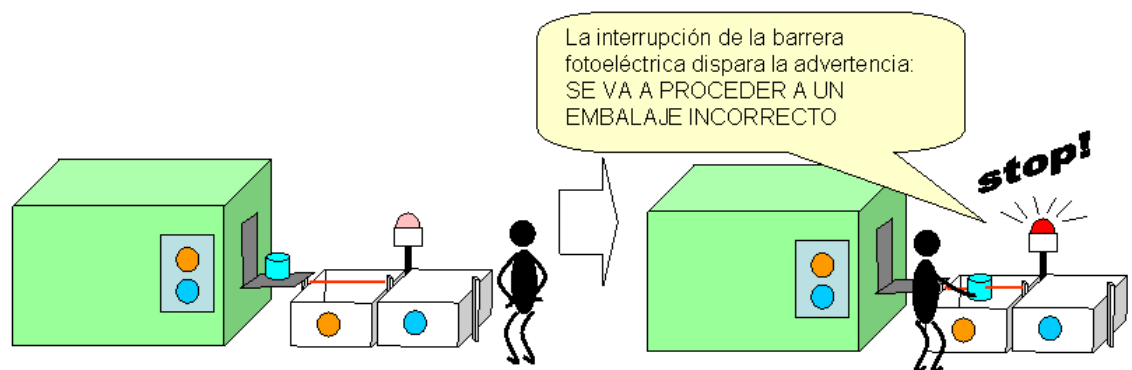 La interrupción de la barrera
fotoeléctrica dispara la advertencia:
SE VA A PROCEDER A UN
EMBALAJE INCORRECTO
stop!